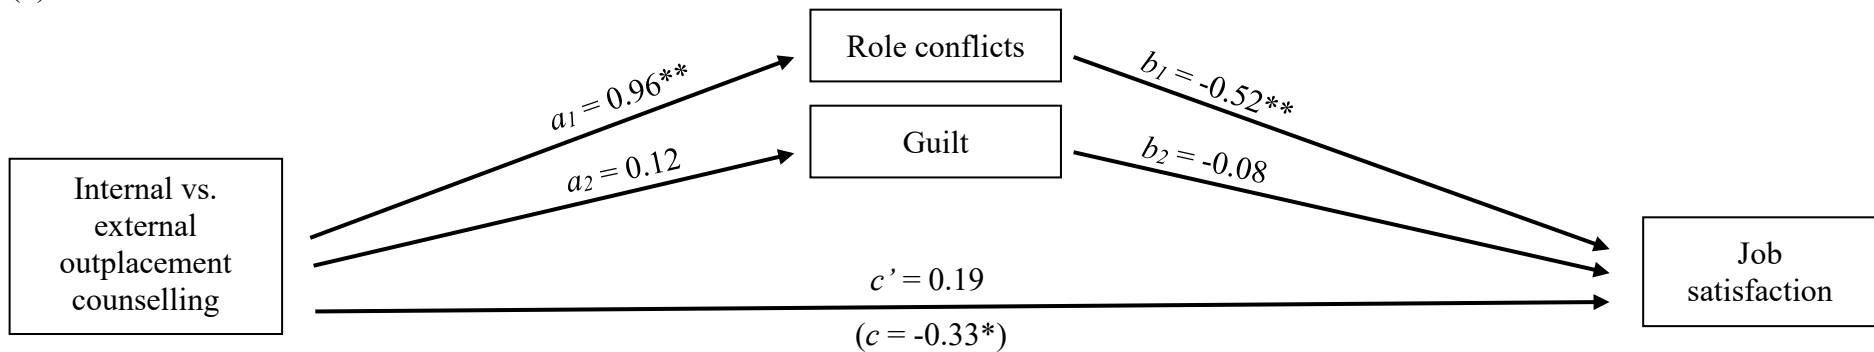 Role conflicts
a1 = 0.96**
b1 = -0.52**
Guilt
a2 = 0.12
b2 = -0.08
Internal vs.
external
outplacement
counselling
Job
satisfaction
c’ = 0.19
(c = -0.33*)